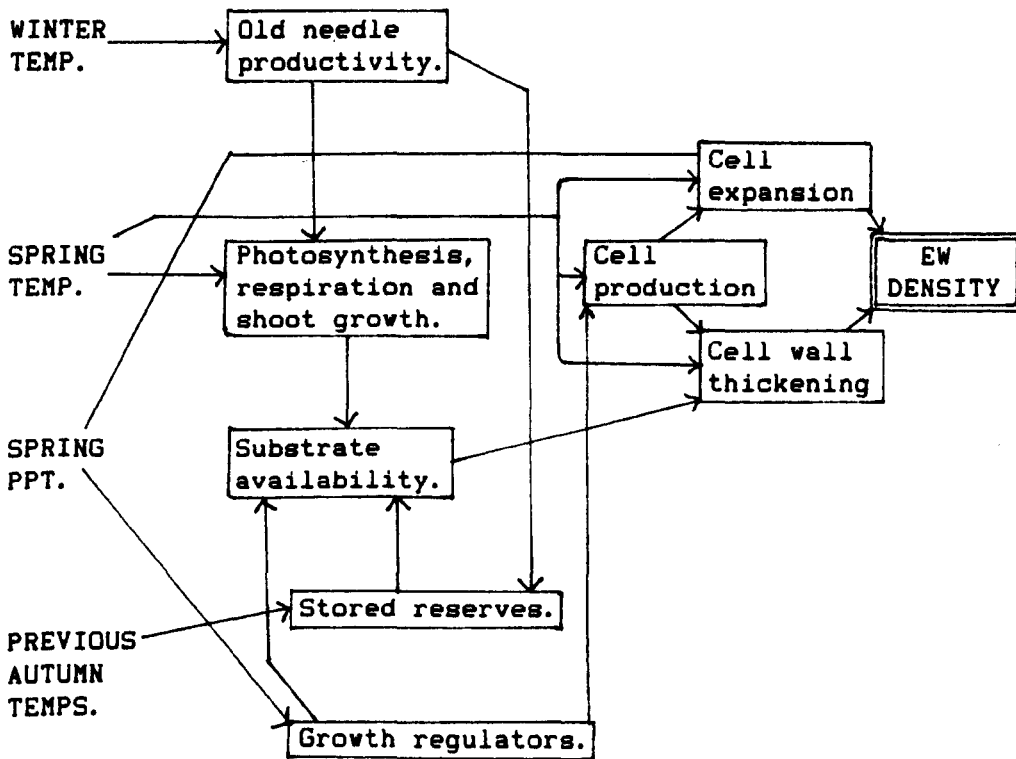 WINTER
TEMP.
Old needle
productivity.
Cell
expansion
SPRING
TEMP.
Photosynthesis,
respiration and
shoot growth.
Cell
production
EW
DENSITY
Cell wall
thickening
SPRING
PPT.
Substrate
availability.
Stored reserves.
PREVIOUS
AUTUMN
TEMPS.
Growth regulators.